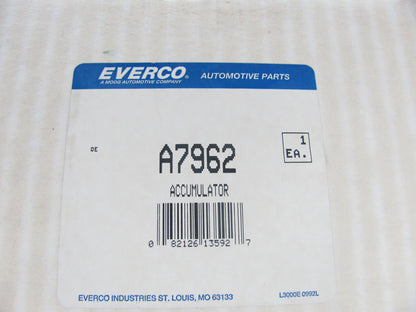 EVERCO® AUTOMOTIVE PARTS
A MOOG AUTOMOTIVE COMPANY
OE
A7962
1
EA.
ACCUMULATOR
0 82126 13592 7
EVERCO INDUSTRIES ST. LOUIS, MO 63133
L3000E 0992L